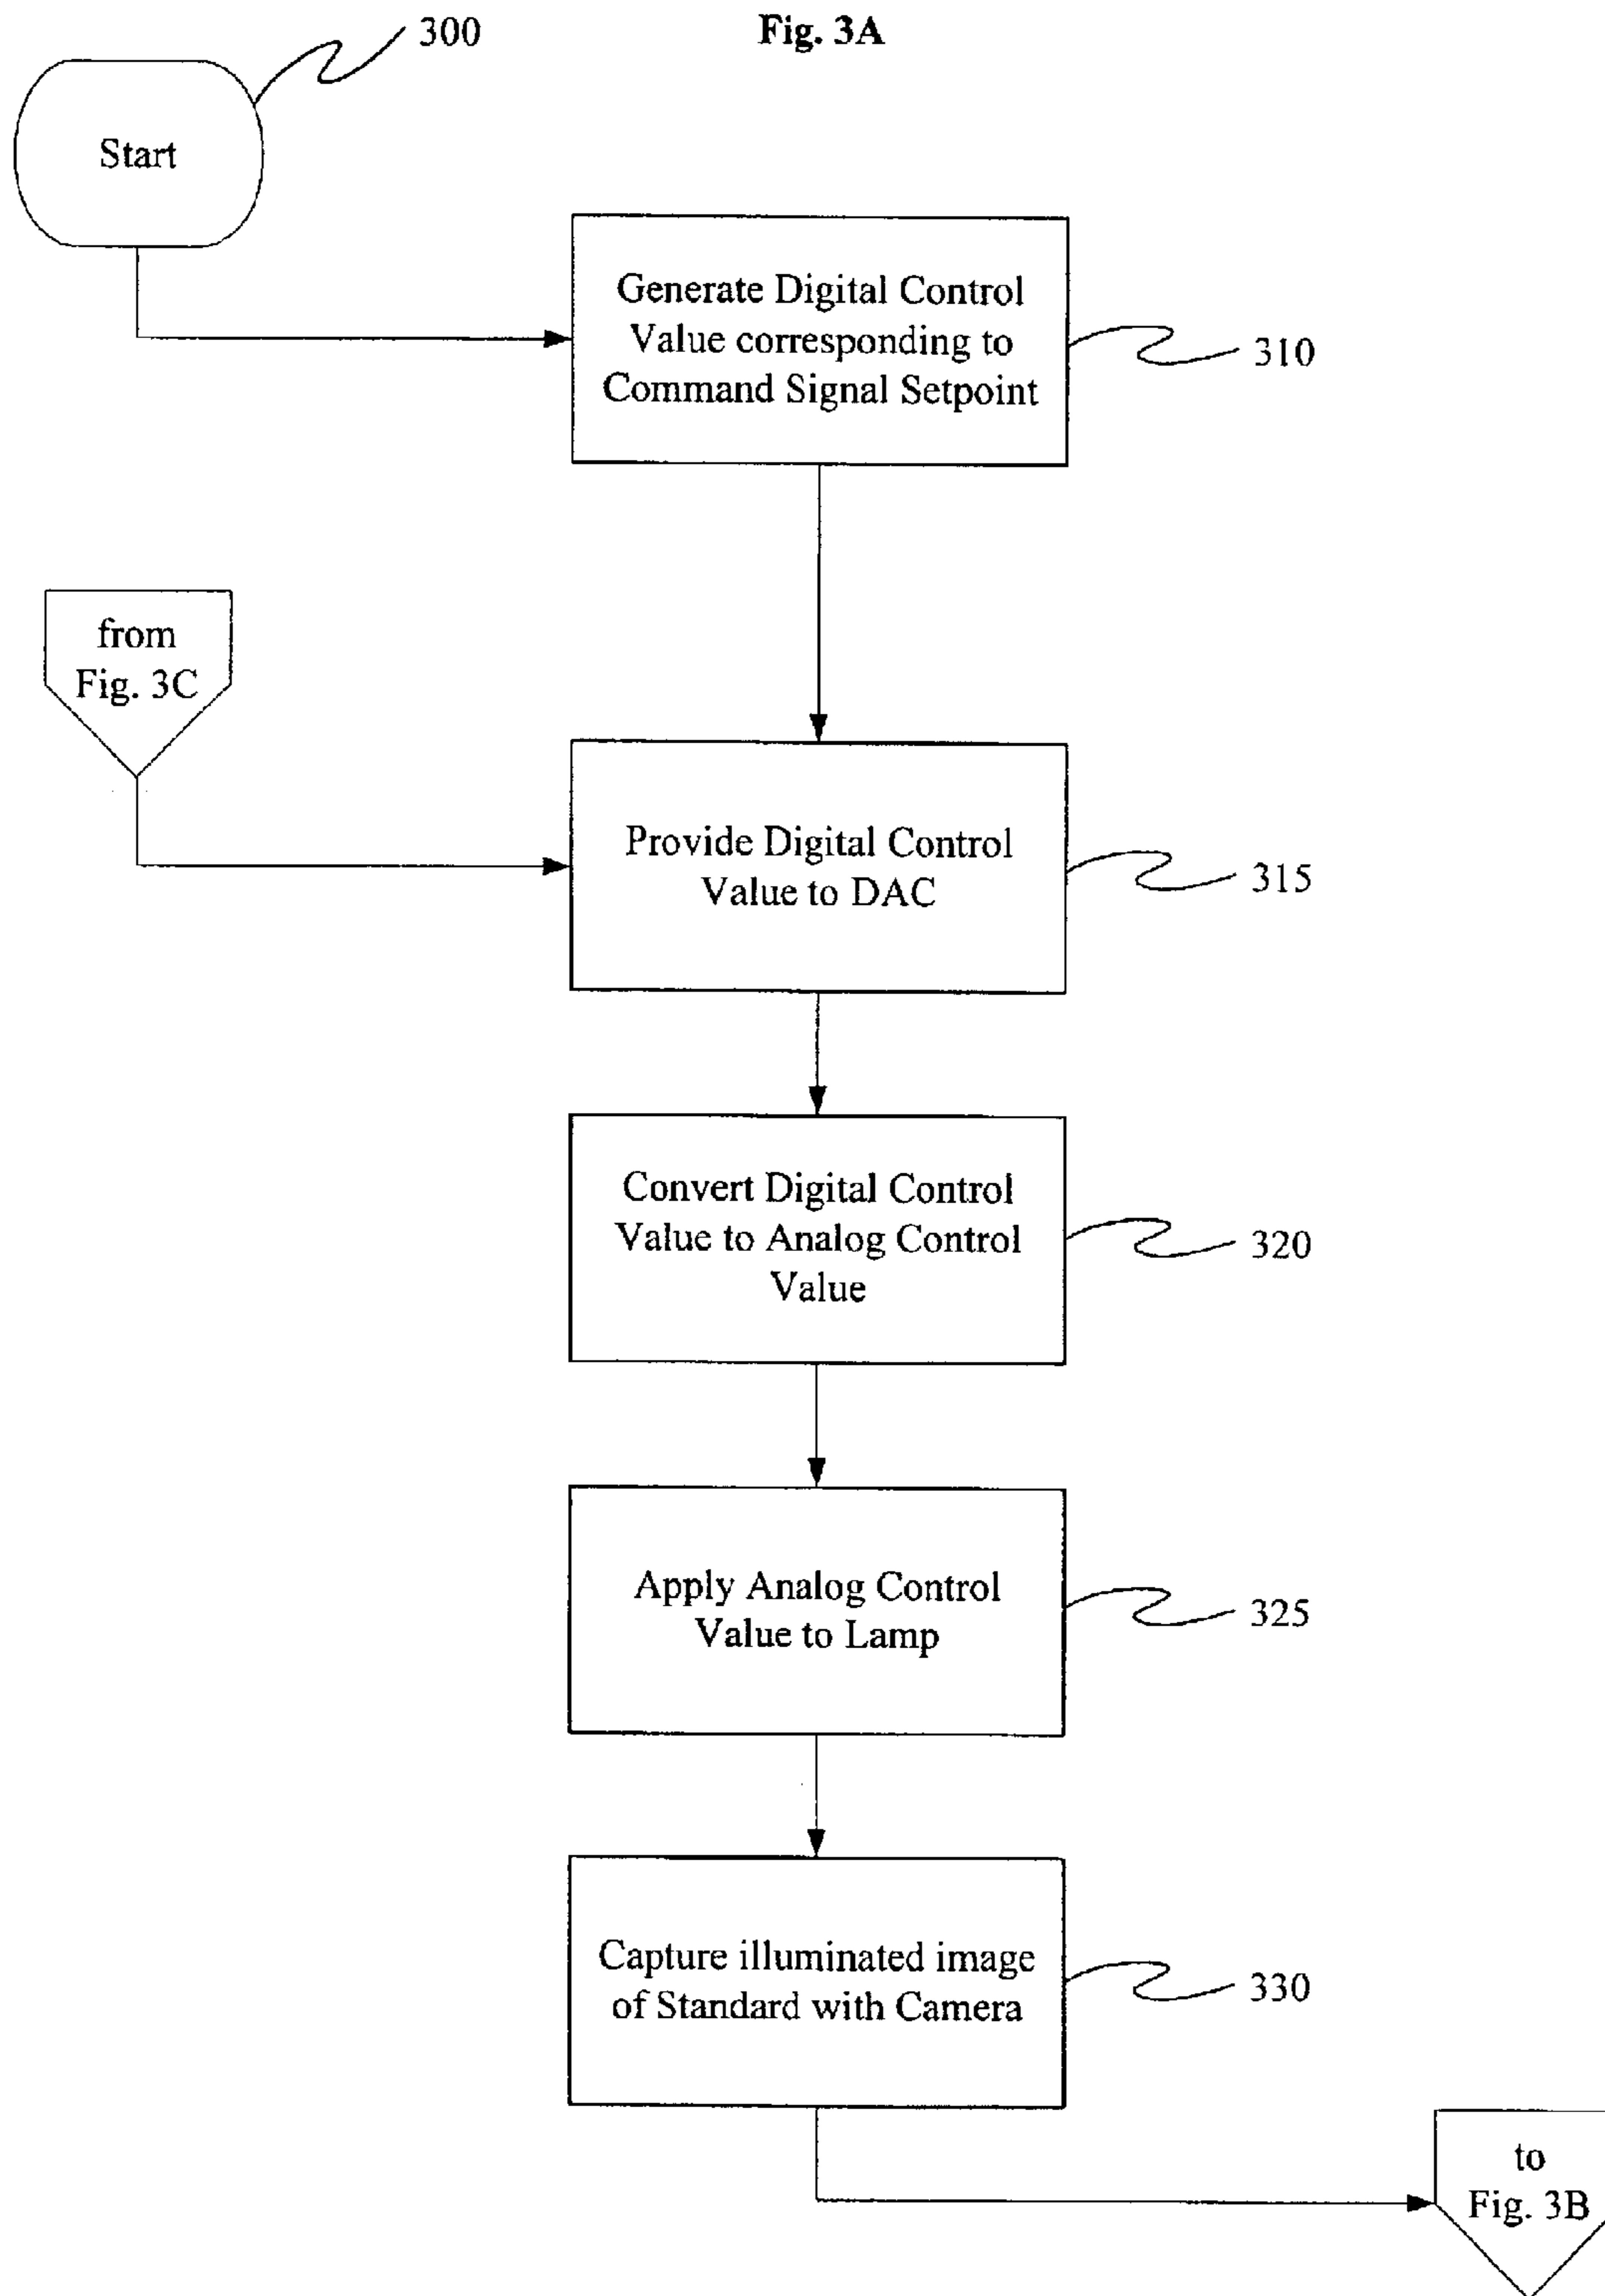 Fig. 3A
300
Start
Generate Digital Control
Value corresponding to
Command Signal Setpoint
310
from
Fig. 3C
Provide Digital Control
Value to DAC
315
Convert Digital Control
Value to Analog Control
Value
320
Apply Analog Control
Value to Lamp
325
Capture illuminated image
of Standard with Camera
330
to
Fig. 3B